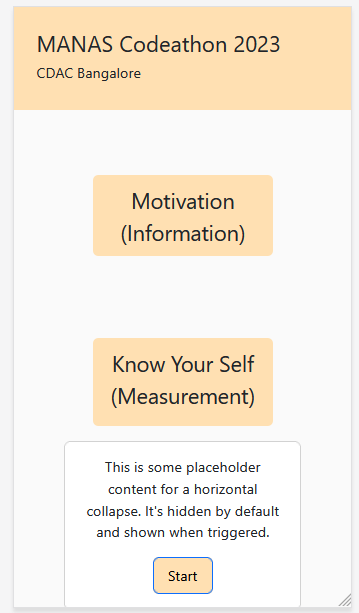 MANAS Codeathon 2023
CDAC Bangalore
Motivation
(Information)
Know Your Self
(Measurement)
This is some placeholder
content for a horizontal
collapse. It's hidden by default
and shown when triggered.
Start